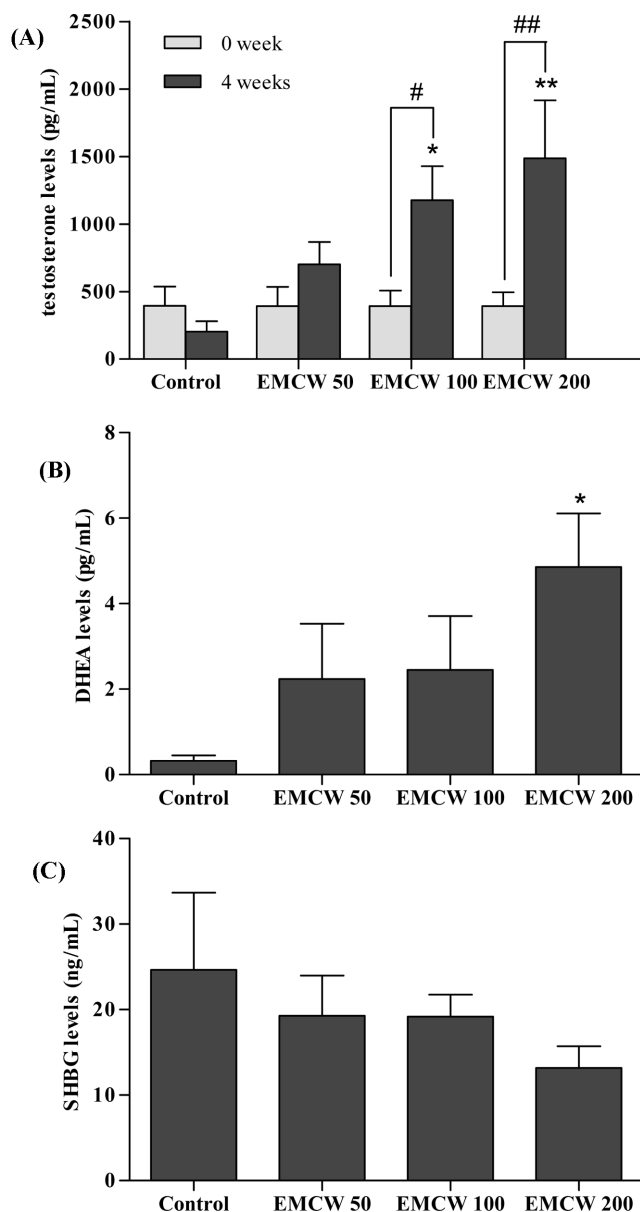 (A)
testosterone levels (pg/mL)
2500
2000
1500
1000
500
0
0 week
4 weeks
#
*
##
**
Control
EMCW 50
EMCW 100
EMCW 200
(B)
DHEA levels (pg/mL)
8
6
4
2
0
*
Control
EMCW 50
EMCW 100
EMCW 200
(C)
SHBG levels (ng/mL)
40
30
20
10
0
Control
EMCW 50
EMCW 100
EMCW 200